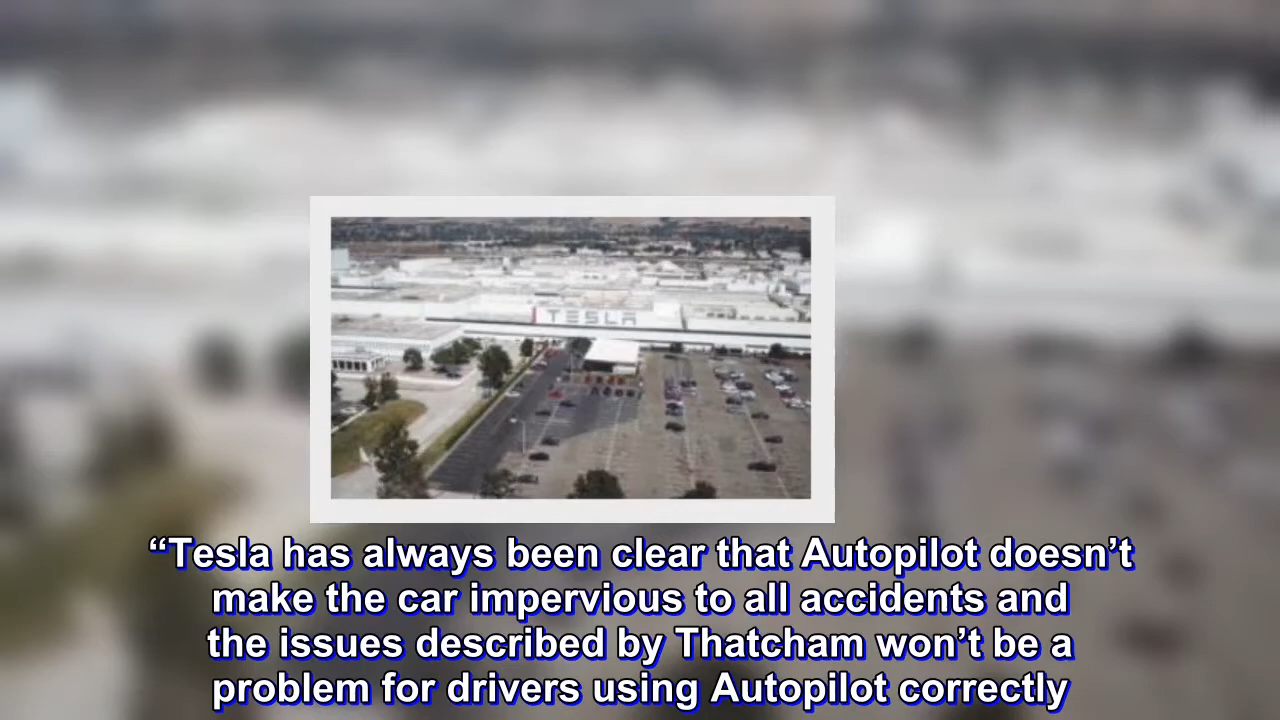 TESLA
“Tesla has always been clear that Autopilot doesn’t
make the car impervious to all accidents and
the issues described by Thatcham won’t be a
problem for drivers using Autopilot correctly